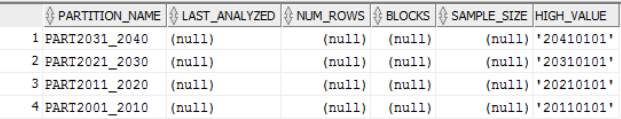 PARTITION_NAME LAST_ANALYZED NUM_ROWS BLOCKS SAMPLE_SIZE HIGH_VALUE
1 PART2031_2040 (null) (null) (null) (null) '20410101'
2 PART2021_2030 (null) (null) (null) (null) '20310101'
3 PART2011_2020 (null) (null) (null) (null) '20210101'
4 PART2001_2010 (null) (null) (null) (null) '20110101'